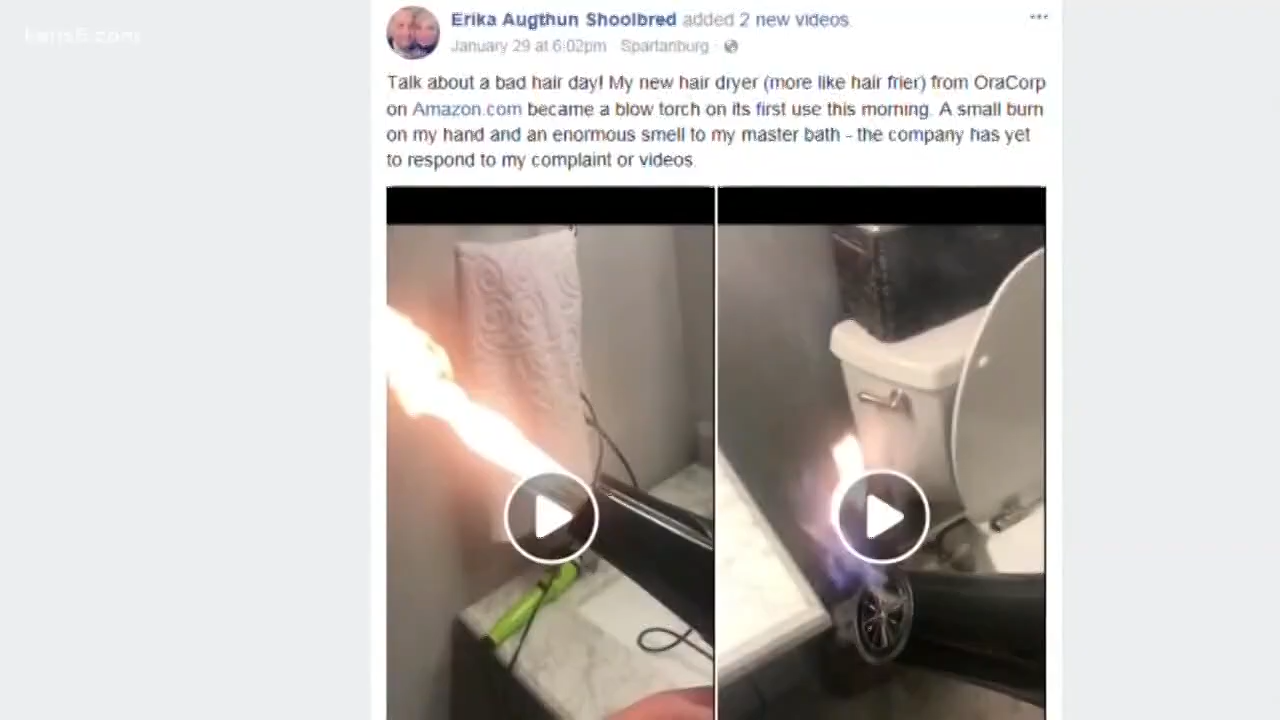 kens5.com
Erika Augthun Shoolbred added 2 new videos
January 29 at 6:02pm · Spartanburg ·
Talk about a bad hair day! My new hair dryer (more like hair frier) from OraCorp
on Amazon.com became a blow torch on its first use this morning. A small burn
on my hand and an enormous smell to my master bath - the company has yet
to respond to my complaint or videos.